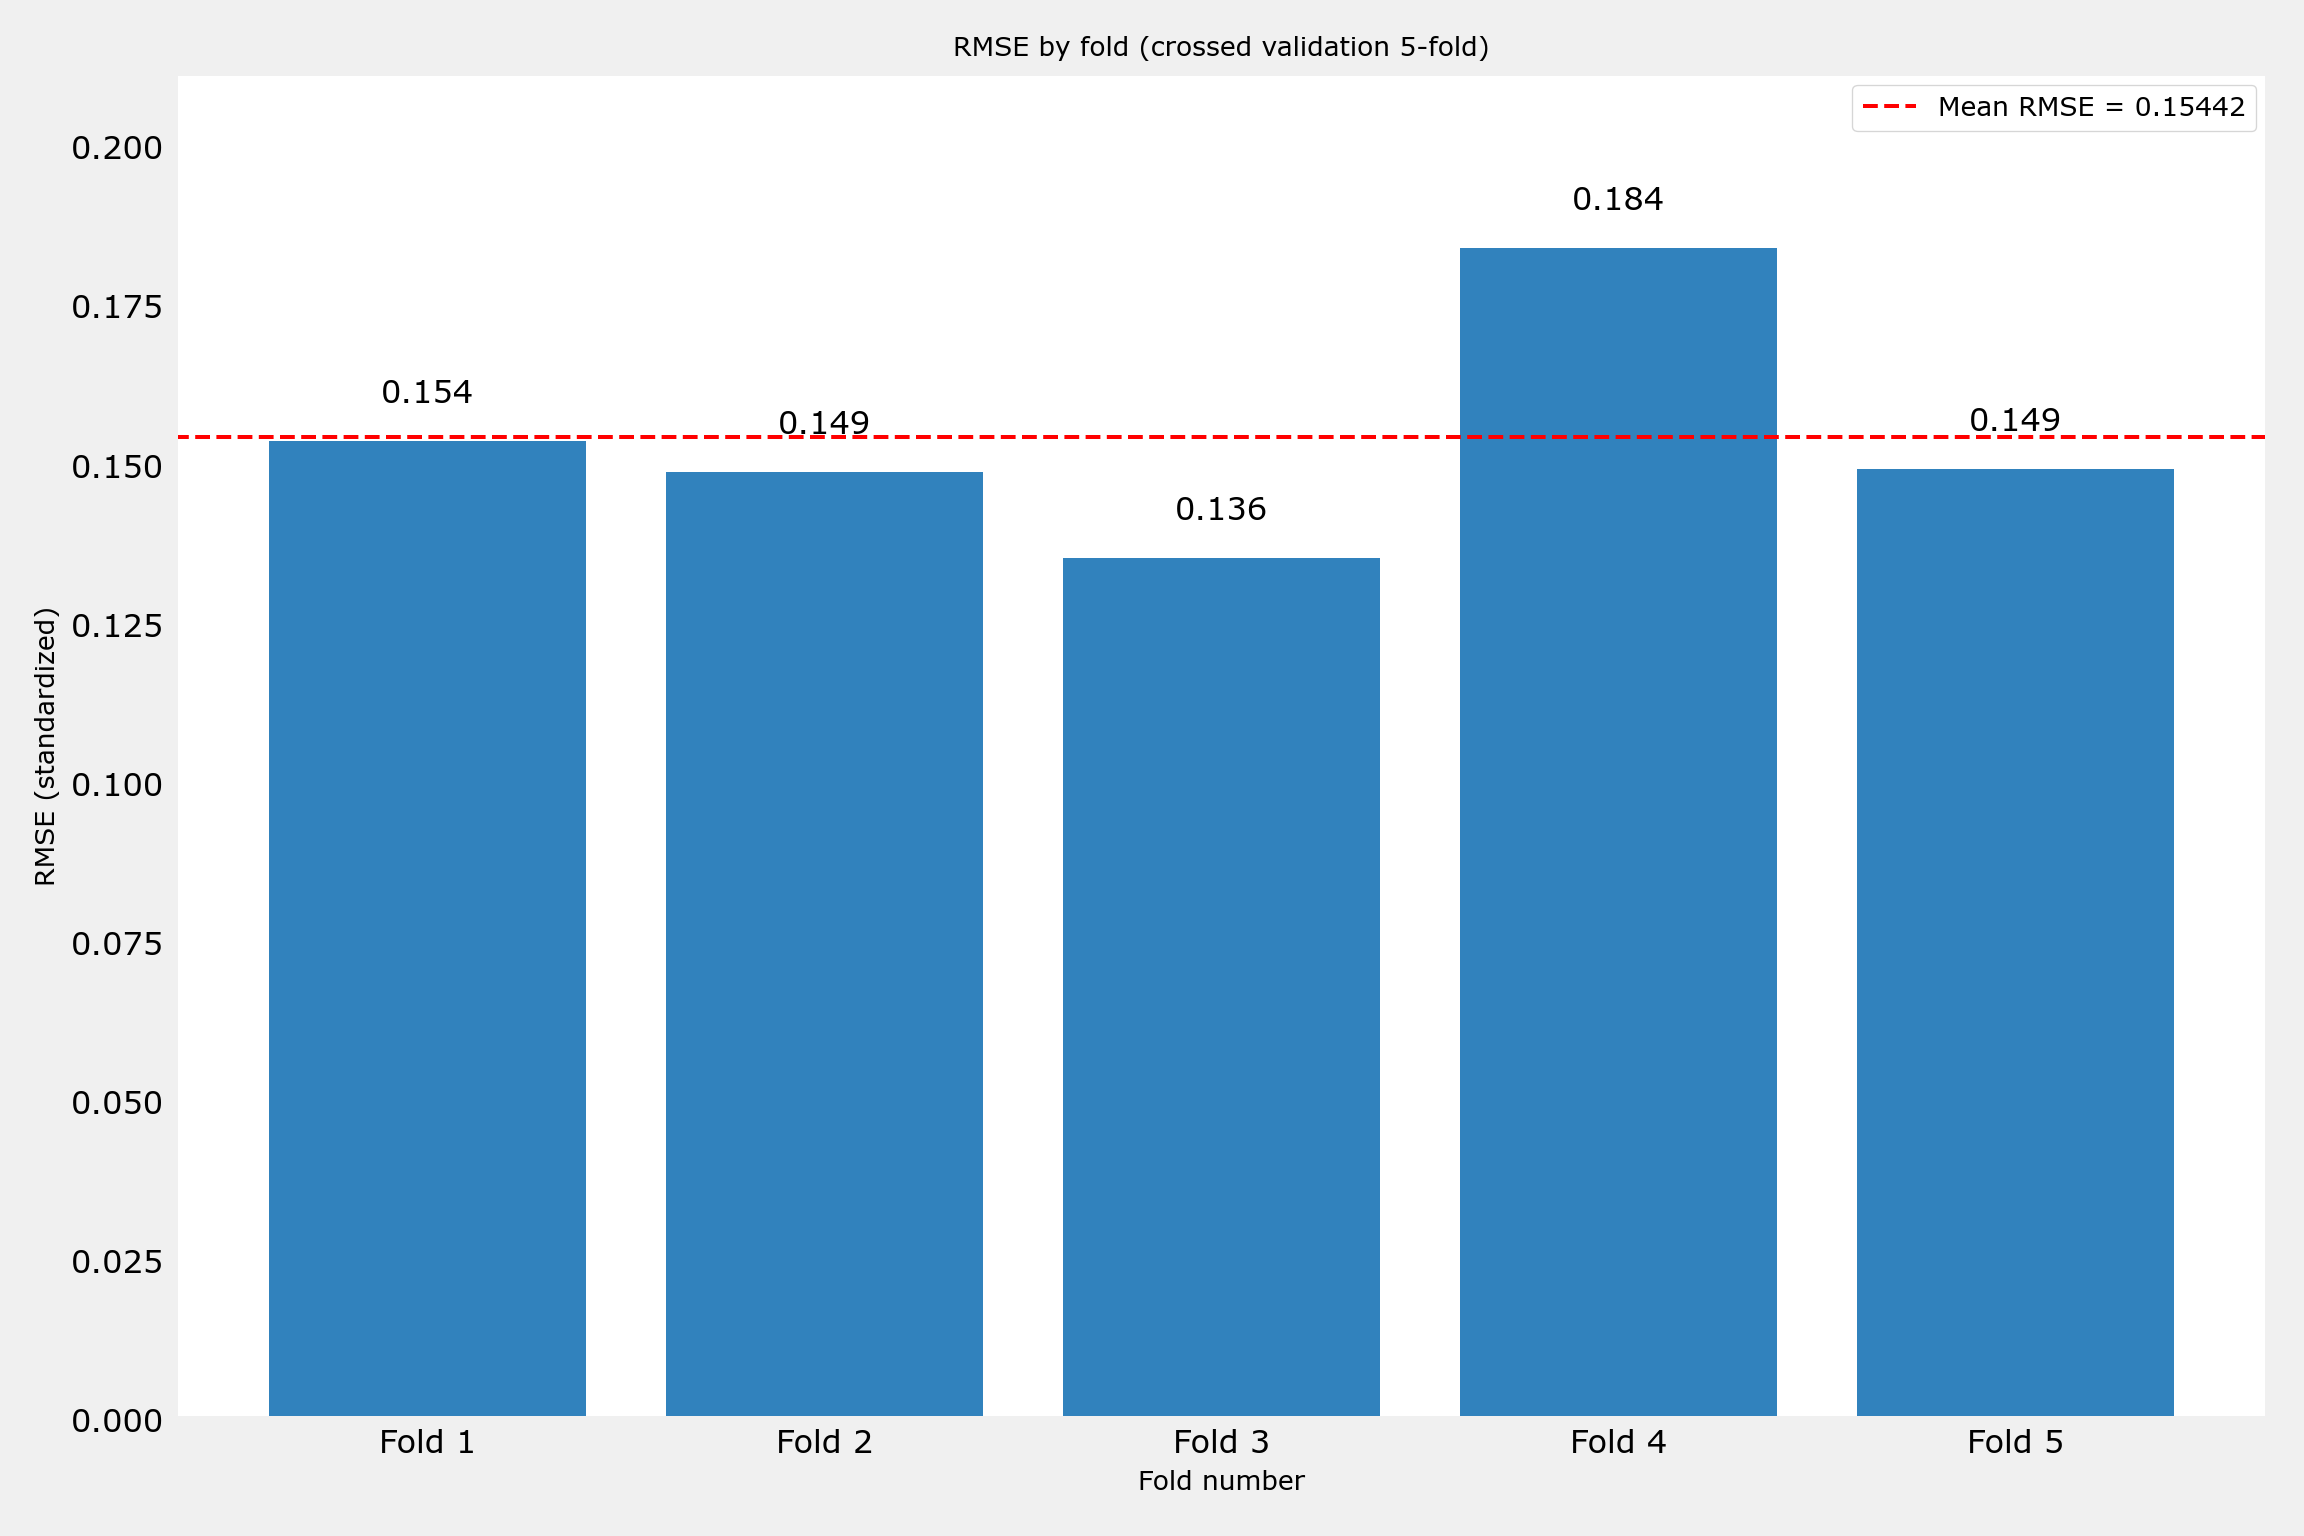 RMSE by fold (crossed validation 5-fold)
Mean RMSE = 0.15442
0.200
0.175
0.150
0.125
0.100
0.075
0.050
0.025
0.000
RMSE (standardized)
0.154
0.149
0.136
0.184
0.149
Fold 1
Fold 2
Fold 3
Fold 4
Fold 5
Fold number